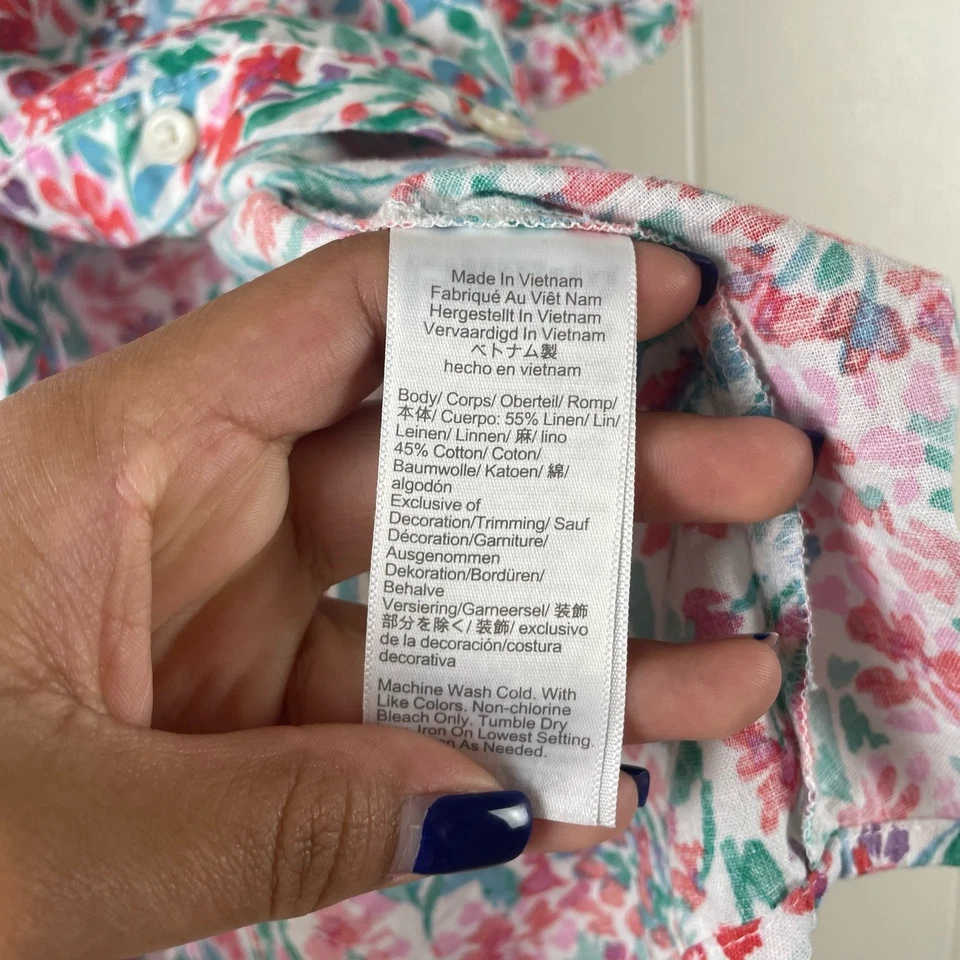 Made In Vietnam
Fabriqué Au Viêt Nam
Hergestellt In Vietnam
Vervaardigd In Vietnam
ベトナム製
hecho en vietnam
Body/ Corps/ Oberteil/ Romp/
本体/ Cuerpo: 55% Linen/ Lin/
Leinen/ Linnen/ 麻/ lino
45% Cotton/ Coton/
Baumwolle/ Katoen/ 綿/
algodón
Exclusive of
Decoration/Trimming/ Sauf
Décoration/Garniture/
Ausgenommen
Dekoration/Bordüren/
Behalve
Versiering/Garneersel/ 装飾
部分を除く/ 装飾/ exclusivo
de la decoración/costura
decorativa
Machine Wash Cold. With
Like Colors. Non-chlorine
Bleach Only. Tumble Dry
Iron On Lowest Setting.
As Needed.